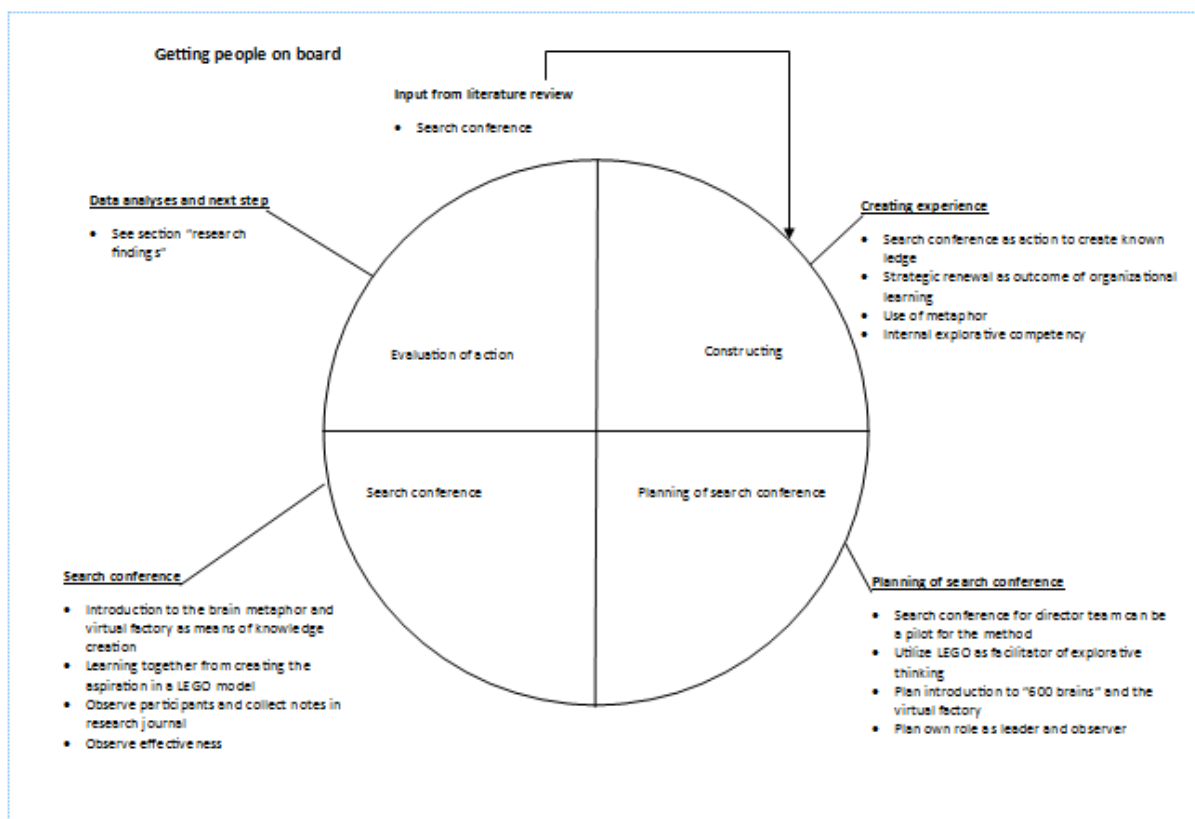 Getting people on board
Input from literature review
• Search conference
Data analyses and next step
• See section "research
findings"
Creating experience
• Search conference as action to create known
ledge
• Strategic renewal as outcome of organizational
learning
• Use of metaphor
• Internal explorative competency
Evaluation of action
Constructing
Search conference
Planning of search conference
Search conference
• Introduction to the brain metaphor and
virtual factory as means of knowledge
creation
• Learning together from creating the
aspiration in a LEGO model
• Observe participants and collect notes in
research journal
• Observe effectiveness
Planning of search conference
• Search conference for director team can be
a pilot for the method
• Utilize LEGO as facilitator of explorative
thinking
• Plan introduction to "600 brains" and the
virtual factory
• Plan own role as leader and observer